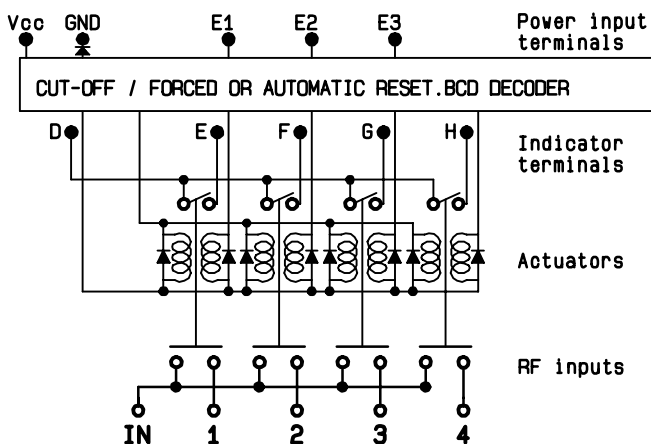 Vcc GND E1 E2 E3 Power input
terminals
CUT-OFF / FORCED OR AUTOMATIC RESET.BCD DECODER
D E F G H Indicator
terminals
Actuators
RF inputs
IN 1 2 3 4